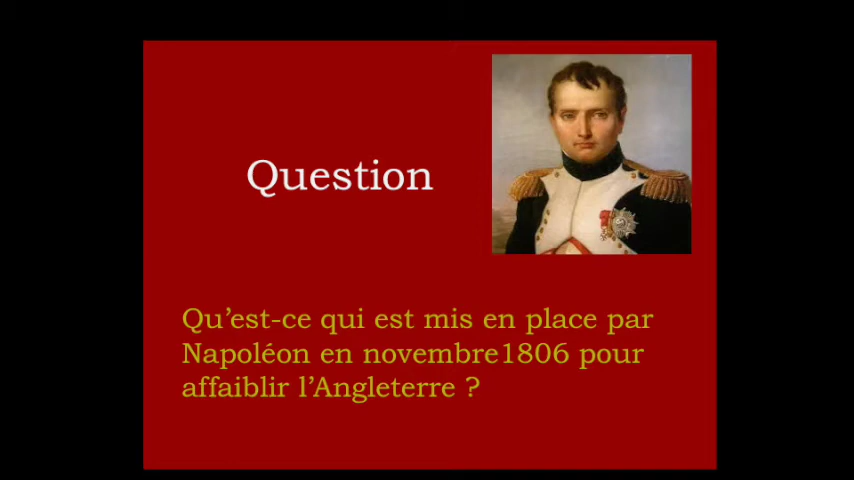 Question
Qu’est-ce qui est mis en place par
Napoléon en novembre1806 pour
affaiblir l’Angleterre ?